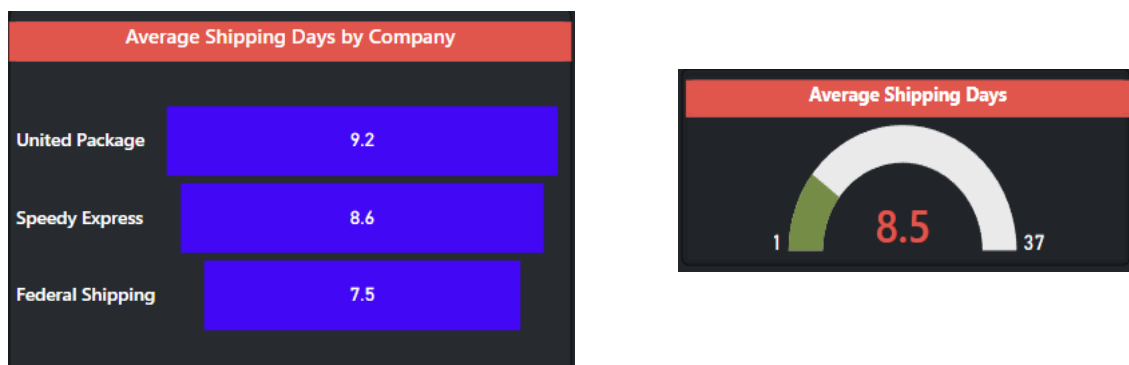 Average Shipping Days by Company
United Package 9.2
Speedy Express 8.6
Federal Shipping 7.5
Average Shipping Days
1 8.5 37